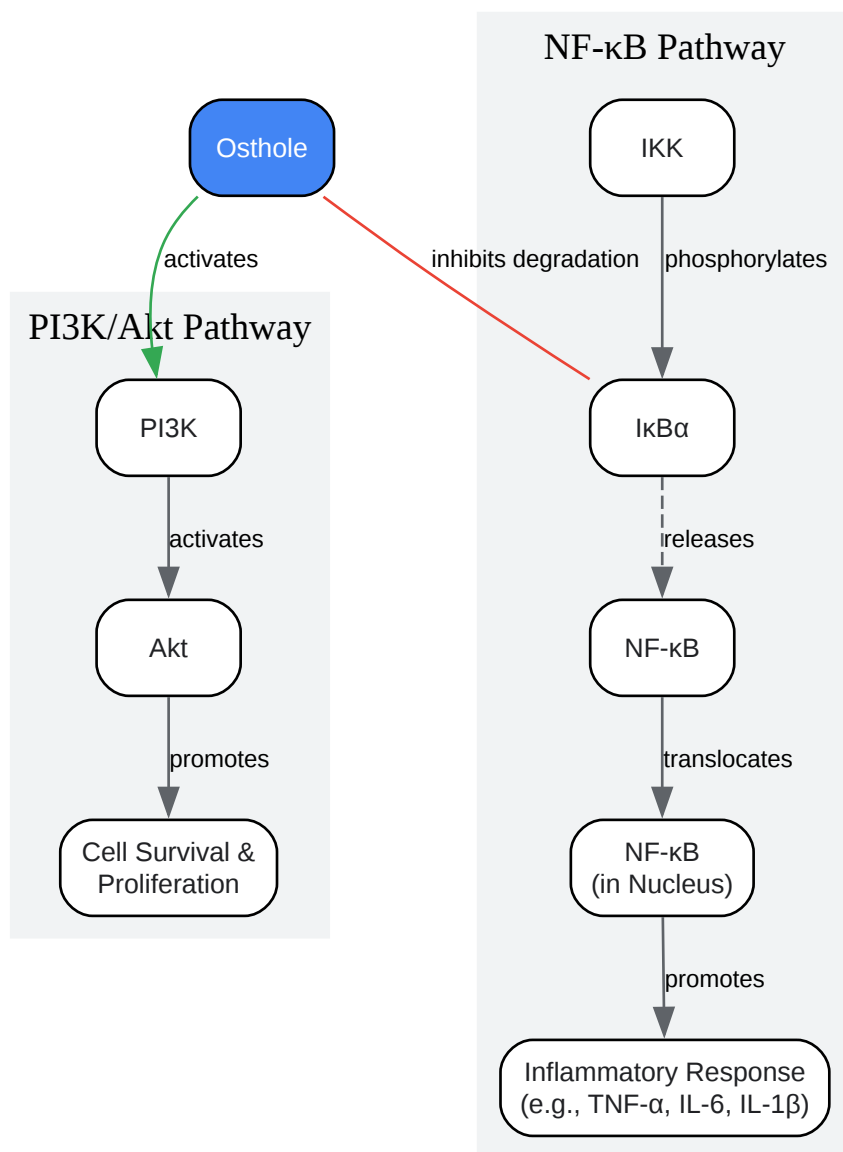 NF-κB Pathway
Osthole
IKK
activates
inhibits degradation
phosphorylates
PI3K/Akt Pathway
PI3K
IκBα
activates
releases
Akt
NF-κB
promotes
translocates
Cell Survival &
Proliferation
NF-κB
(in Nucleus)
promotes
Inflammatory Response
(e.g., TNF-α, IL-6, IL-1β)